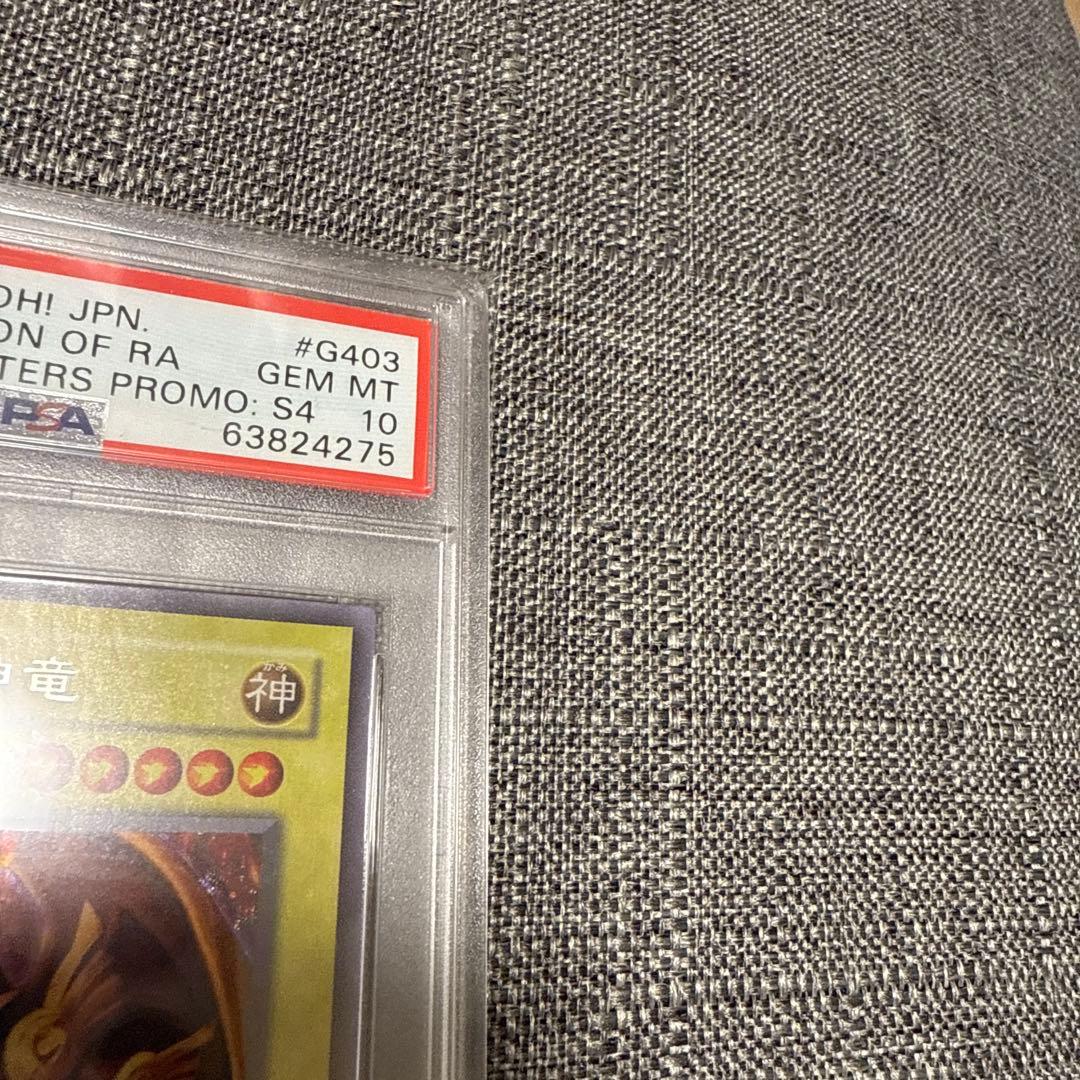 OH! JPN.
ON OF RA #G403
TERS PROMO: S4 GEM MT
PSA 10
63824275
竜
かみ
神